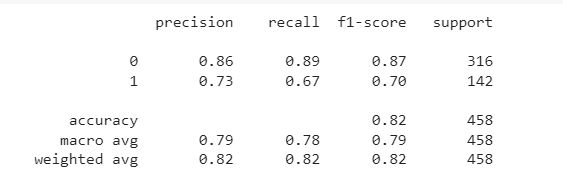 precision recall f1-score support
0 0.86 0.89 0.87 316
1 0.73 0.67 0.70 142
accuracy 0.82 458
macro avg 0.79 0.78 0.79 458
weighted avg 0.82 0.82 0.82 458